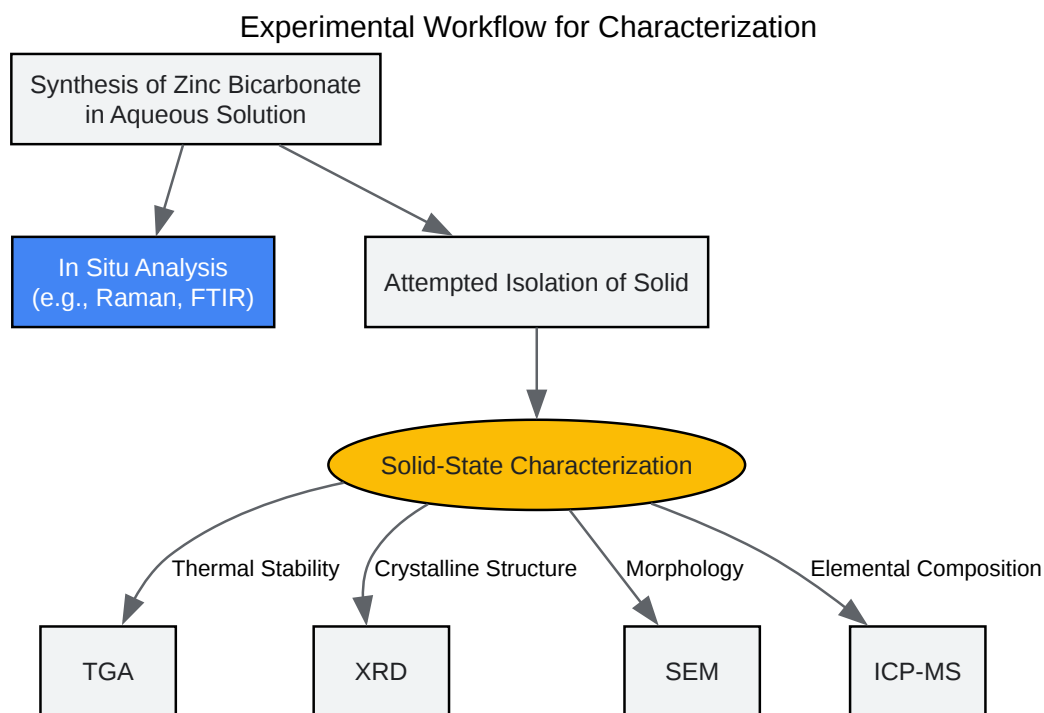 Experimental Workflow for Characterization
Synthesis of Zinc Bicarbonate
in Aqueous Solution
In Situ Analysis
(e.g., Raman, FTIR)
Attempted Isolation of Solid
Solid-State Characterization
Thermal Stability
Crystalline Structure
Morphology
Elemental Composition
TGA
XRD
SEM
ICP-MS